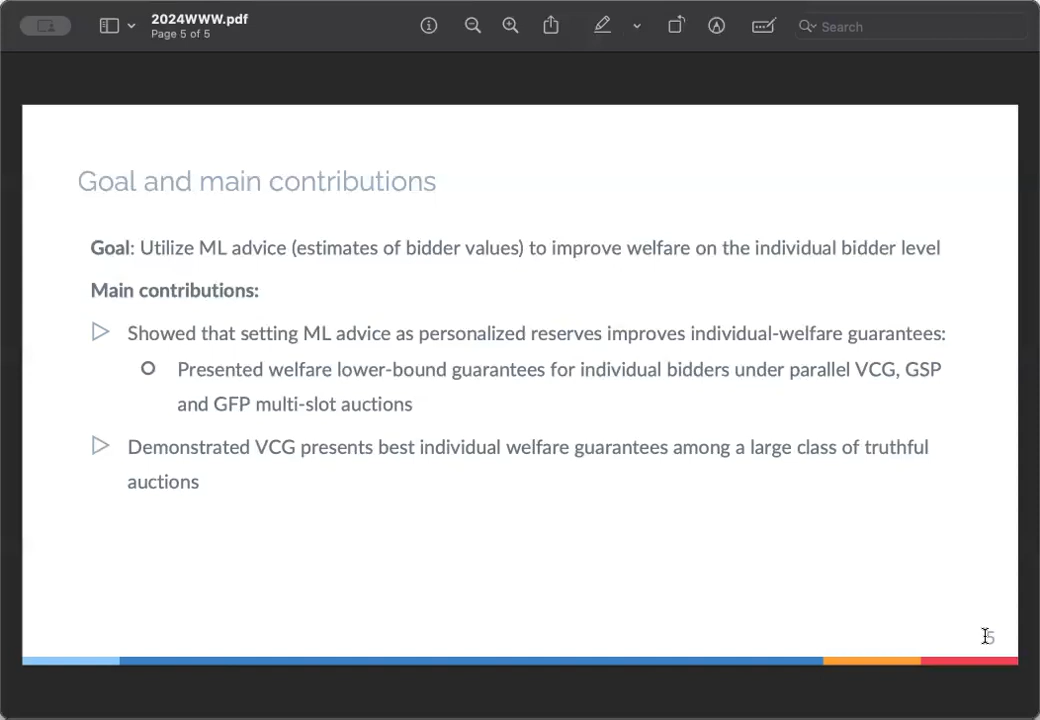 2024WWW.pdf
Page 5 of 5
Search
Goal and main contributions
Goal: Utilize ML advice (estimates of bidder values) to improve welfare on the individual bidder level
Main contributions:
Showed that setting ML advice as personalized reserves improves individual-welfare guarantees:
Presented welfare lower-bound guarantees for individual bidders under parallel VCG, GSP
and GFP multi-slot auctions
Demonstrated VCG presents best individual welfare guarantees among a large class of truthful
auctions
5